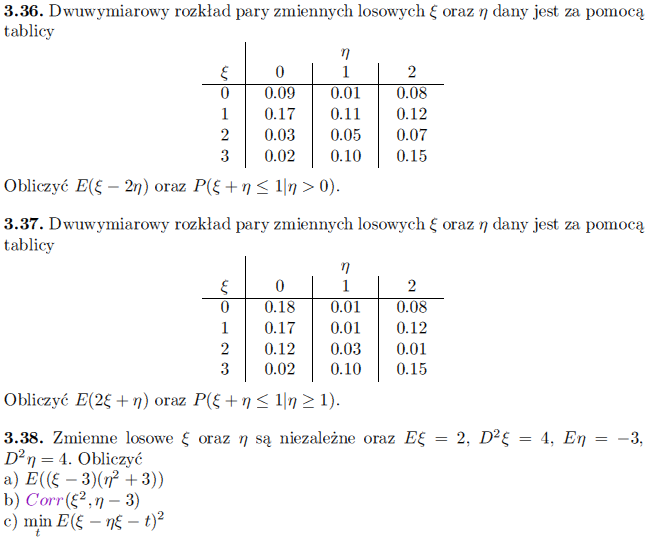 3.36. Dwuwymiarowy rozkład pary zmiennych losowych ξ oraz η dany jest za pomocą
tablicy
η
ξ 0 1 2
0 0.09 0.01 0.08
1 0.17 0.11 0.12
2 0.03 0.05 0.07
3 0.02 0.10 0.15
Obliczyć E(ξ − 2η) oraz P(ξ + η ≤ 1|η > 0).
3.37. Dwuwymiarowy rozkład pary zmiennych losowych ξ oraz η dany jest za pomocą
tablicy
η
ξ 0 1 2
0 0.18 0.01 0.08
1 0.17 0.01 0.12
2 0.12 0.03 0.01
3 0.02 0.10 0.15
Obliczyć E(2ξ + η) oraz P(ξ + η ≤ 1|η ≥ 1).
3.38. Zmienne losowe ξ oraz η są niezależne oraz Eξ = 2, D²ξ = 4, Eη = −3,
D²η = 4. Obliczyć
a) E((ξ − 3)(η² + 3))
b) Corr(ξ², η − 3)
c) min E(ξ − ηξ − t)²
t